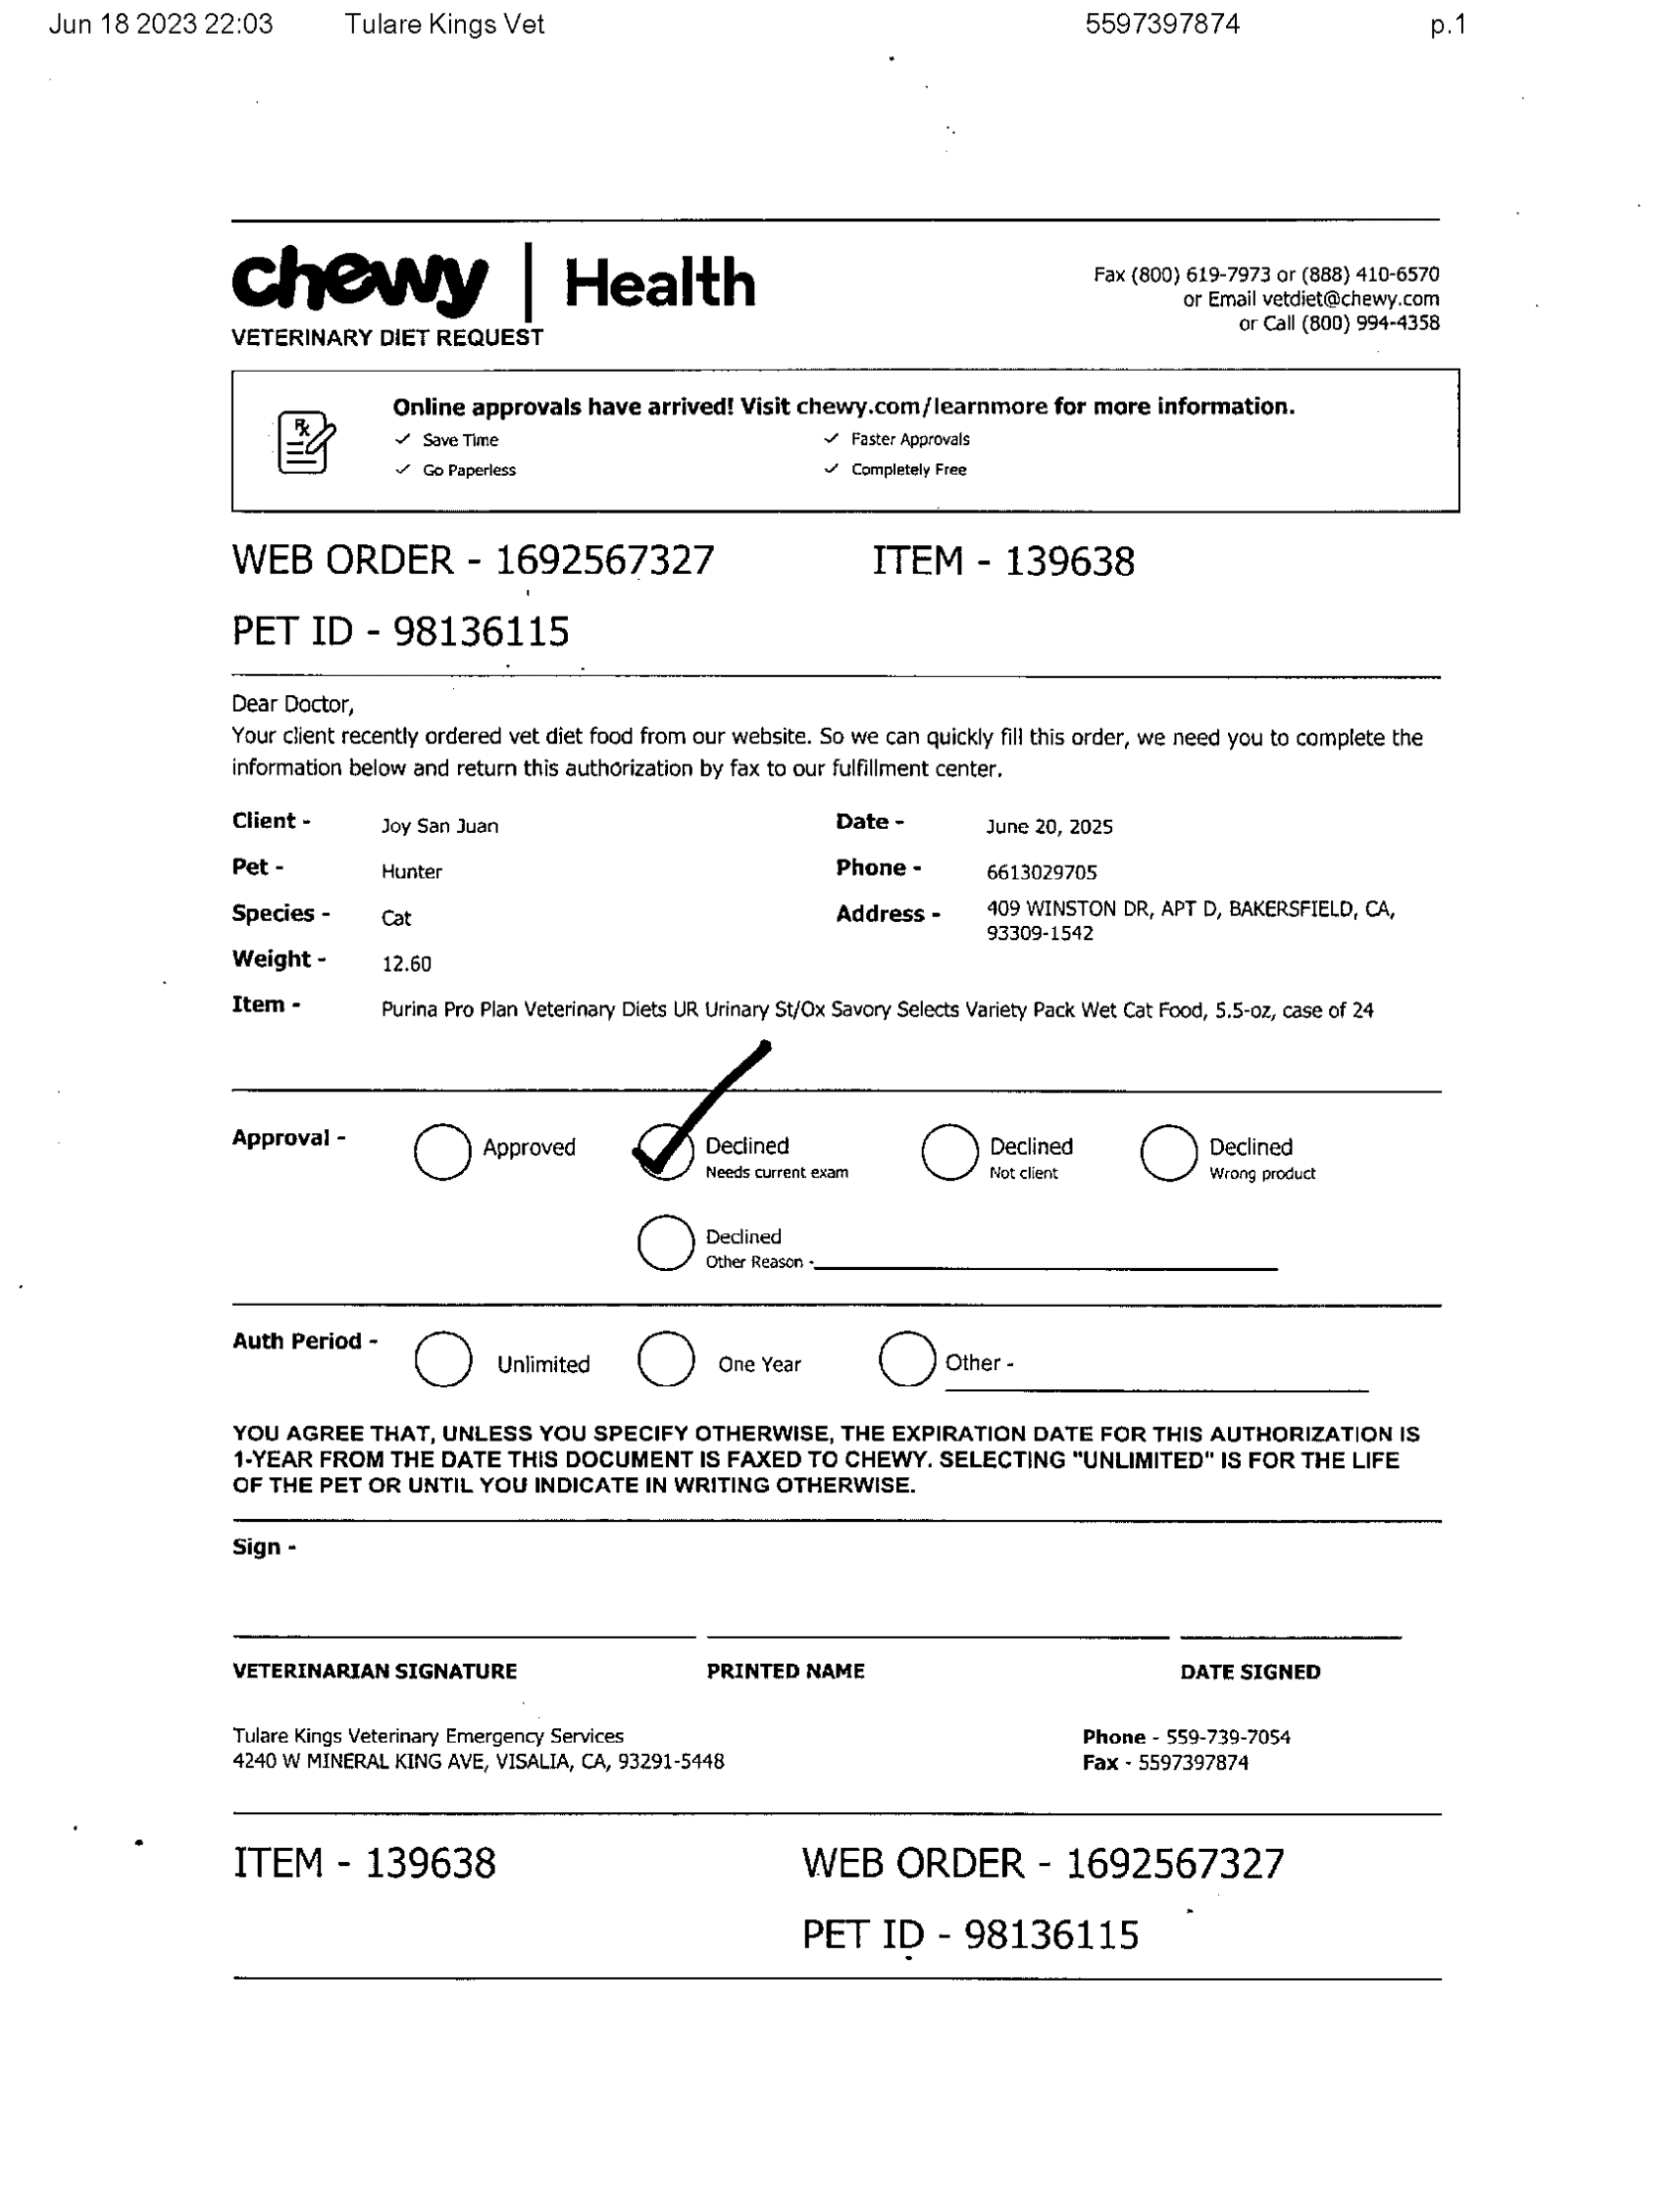 Jun 18 2023 22:03 Tulare Kings Vet 5597397874 p.1
chewy | Health
VETERINARY DIET REQUEST
Fax (800) 619-7973 or (888) 410-6570
or Email vetdiet@chewy.com
or Call (800) 994-4358
Online approvals have arrived! Visit chewy.com/learnmore for more information.
Rx
✓ Save Time ✓ Faster Approvals
✓ Go Paperless ✓ Completely Free
WEB ORDER - 1692567327 ITEM - 139638
PET ID - 98136115
Dear Doctor,
Your client recently ordered vet diet food from our website. So we can quickly fill this order, we need you to complete the
information below and return this authorization by fax to our fulfillment center.
Client - Joy San Juan Date - June 20, 2025
Pet - Hunter Phone - 6613029705
Species - Cat Address - 409 WINSTON DR, APT D, BAKERSFIELD, CA,
93309-1542
Weight - 12.60
Item - Purina Pro Plan Veterinary Diets UR Urinary St/Ox Savory Selects Variety Pack Wet Cat Food, 5.5-oz, case of 24
Approval - Approved Declined Declined Declined
Needs current exam Not client Wrong product
Declined
Other Reason -
Auth Period - Unlimited One Year Other -
YOU AGREE THAT, UNLESS YOU SPECIFY OTHERWISE, THE EXPIRATION DATE FOR THIS AUTHORIZATION IS
1-YEAR FROM THE DATE THIS DOCUMENT IS FAXED TO CHEWY. SELECTING "UNLIMITED" IS FOR THE LIFE
OF THE PET OR UNTIL YOU INDICATE IN WRITING OTHERWISE.
Sign -
VETERINARIAN SIGNATURE PRINTED NAME DATE SIGNED
Tulare Kings Veterinary Emergency Services Phone - 559-739-7054
4240 W MINERAL KING AVE, VISALIA, CA, 93291-5448 Fax - 5597397874
ITEM - 139638 WEB ORDER - 1692567327
PET ID - 98136115